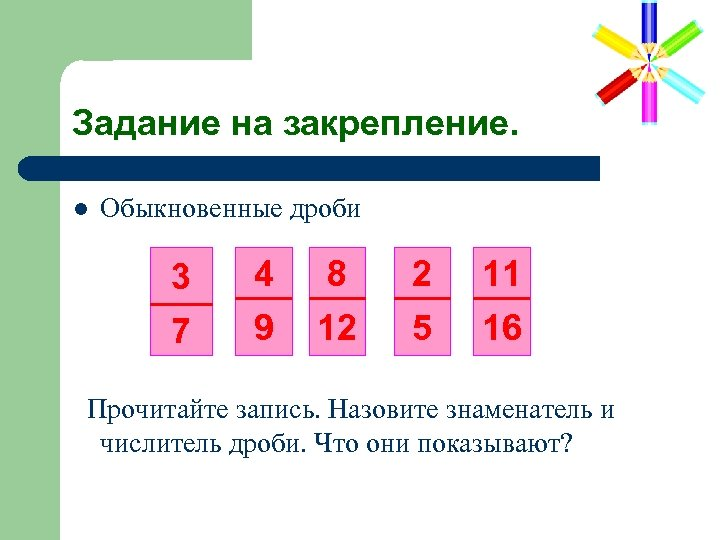 Задание на закрепление.
Обыкновенные дроби
3 4 8 2 11
7 9 12 5 16
Прочитайте запись. Назовите знаменатель и
числитель дроби. Что они показывают?